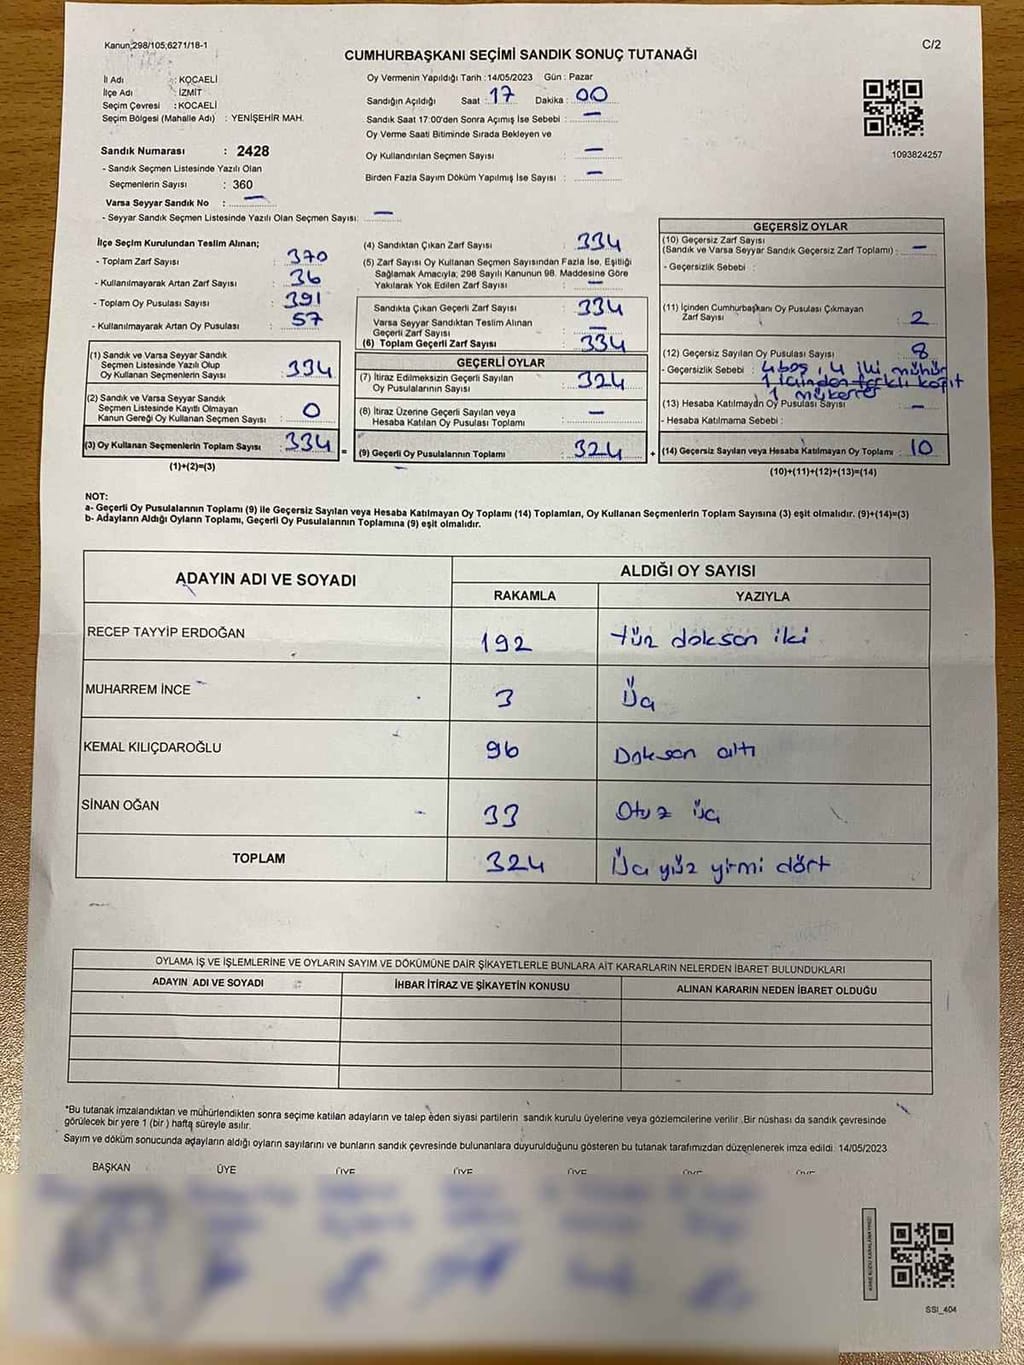 Kanun;298/105;6271/18-1
C/2
CUMHURBAŞKANI SEÇİMİ SANDIK SONUÇ TUTANAĞI
İl Adı : KOCAELİ
İlçe Adı : İZMİT
Seçim Çevresi : KOCAELİ
Seçim Bölgesi (Mahalle Adı) : YENİŞEHİR MAH.
Oy Vermenin Yapıldığı Tarih : 14/05/2023 Gün : Pazar
Sandığın Açıldığı Saat : 17 Dakika : 00
Sandık Saat 17:00'den Sonra Açımış İse Sebebi : —
Oy Verme Saati Bitiminde Sırada Bekleyen ve
Oy Kullandırılan Seçmen Sayısı : —
Birden Fazla Sayım Döküm Yapılmış İse Sayısı : —
1093824257
Sandık Numarası : 2428
- Sandık Seçmen Listesinde Yazılı Olan
Seçmenlerin Sayısı : 360
Varsa Seyyar Sandık No : —
- Seyyar Sandık Seçmen Listesinde Yazılı Olan Seçmen Sayısı: —
İlçe Seçim Kurulundan Teslim Alınan;
- Toplam Zarf Sayısı : 370
- Kullanılmayarak Artan Zarf Sayısı : 36
- Toplam Oy Pusulası Sayısı : 391
- Kullanılmayarak Artan Oy Pusulası : 57
(1) Sandık ve Varsa Seyyar Sandık
Seçmen Listesinde Yazılı Olup
Oy Kullanan Seçmenlerin Sayısı : 334
(2) Sandık ve Varsa Seyyar Sandık
Seçmen Listesinde Kayıtlı Olmayan
Kanun Gereği Oy Kullanan Seçmen Sayısı : 0
(3) Oy Kullanan Seçmenlerin Toplam Sayısı : 334
(1)+(2)=(3)
(4) Sandıktan Çıkan Zarf Sayısı : 334
(5) Zarf Sayısı Oy Kullanan Seçmen Sayısından Fazla İse, Eşitliği
Sağlamak Amacıyla; 298 Sayılı Kanunun 98. Maddesine Göre
Yakılarak Yok Edilen Zarf Sayısı : —
Sandıkta Çıkan Geçerli Zarf Sayısı : 334
Varsa Seyyar Sandıktan Teslim Alınan
Geçerli Zarf Sayısı : —
(6) Toplam Geçerli Zarf Sayısı : 334
GEÇERLİ OYLAR
(7) İtiraz Edilmeksizin Geçerli Sayılan
Oy Pusulalarının Sayısı : 324
(8) İtiraz Üzerine Geçerli Sayılan veya
Hesaba Katılan Oy Pusulası Toplamı : —
= (9) Geçerli Oy Pusulalarının Toplamı : 324
GEÇERSİZ OYLAR
(10) Geçersiz Zarf Sayısı
(Sandık ve Varsa Seyyar Sandık Geçersiz Zarf Toplamı) : —
- Geçersizlik Sebebi :
(11) İçinden Cumhurbaşkanı Oy Pusulası Çıkmayan
Zarf Sayısı : 2
(12) Geçersiz Sayılan Oy Pusulası Sayısı : 8
- Geçersizlik Sebebi : 4 boş, 4 iki mühür
1 içinden farklı kağıt
1 mükerrer
(13) Hesaba Katılmayan Oy Pusulası Sayısı : —
- Hesaba Katılmama Sebebi :
+ (14) Geçersiz Sayılan veya Hesaba Katılmayan Oy Toplamı : 10
(10)+(11)+(12)+(13)=(14)
NOT:
a- Geçerli Oy Pusulalarının Toplamı (9) ile Geçersiz Sayılan veya Hesaba Katılmayan Oy Toplamı (14) Toplamları, Oy Kullanan Seçmenlerin Toplam Sayısına (3) eşit olmalıdır. (9)+(14)=(3)
b- Adayların Aldığı Oyların Toplamı, Geçerli Oy Pusulalarının Toplamına (9) eşit olmalıdır.
ADAYIN ADI VE SOYADI
ALDIĞI OY SAYISI
RAKAMLA YAZIYLA
RECEP TAYYİP ERDOĞAN 192 Yüz doksan iki
MUHARREM İNCE 3 Üç
KEMAL KILIÇDAROĞLU 96 Doksan altı
SİNAN OĞAN 33 Otuz üç
TOPLAM 324 Üç yüz yirmi dört
OYLAMA İŞ VE İŞLEMLERİNE VE OYLARIN SAYIM VE DÖKÜMÜNE DAİR ŞİKAYETLERLE BUNLARA AİT KARARLARIN NELERDEN İBARET BULUNDUKLARI
ADAYIN ADI VE SOYADI İHBAR İTİRAZ VE ŞİKAYETİN KONUSU ALINAN KARARIN NEDEN İBARET OLDUĞU
*Bu tutanak imzalandıktan ve mühürlendikten sonra seçime katılan adayların ve talep eden siyasi partilerin sandık kurulu üyelerine veya gözlemcilerine verilir. Bir nüshası da sandık çevresinde
görülecek bir yere 1 (bir) hafta süreyle asılır.
Sayım ve döküm sonucunda adayların aldığı oyların sayılarını ve bunların sandık çevresinde bulunanlara duyurulduğunu gösteren bu tutanak tarafımızdan düzenlenerek imza edildi. 14/05/2023
BAŞKAN ÜYE ÜYE ÜYE ÜYE ÜYE ÜYE
SSİ_404